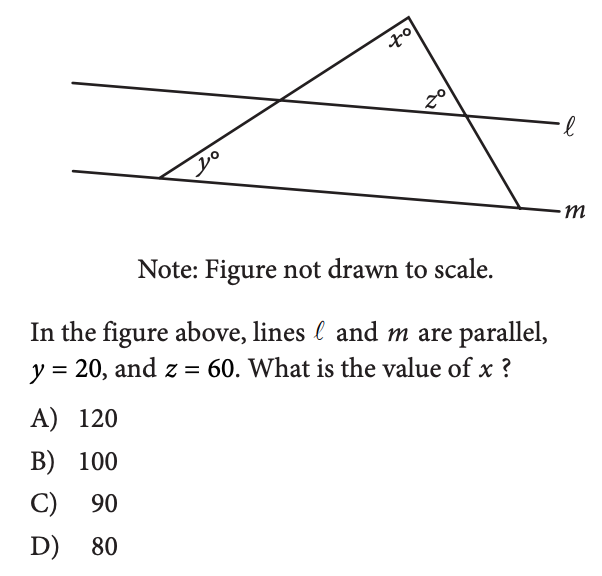 x°
z°
ℓ
y°
m
Note: Figure not drawn to scale.
In the figure above, lines ℓ and m are parallel,
y = 20, and z = 60. What is the value of x ?
A) 120
B) 100
C) 90
D) 80